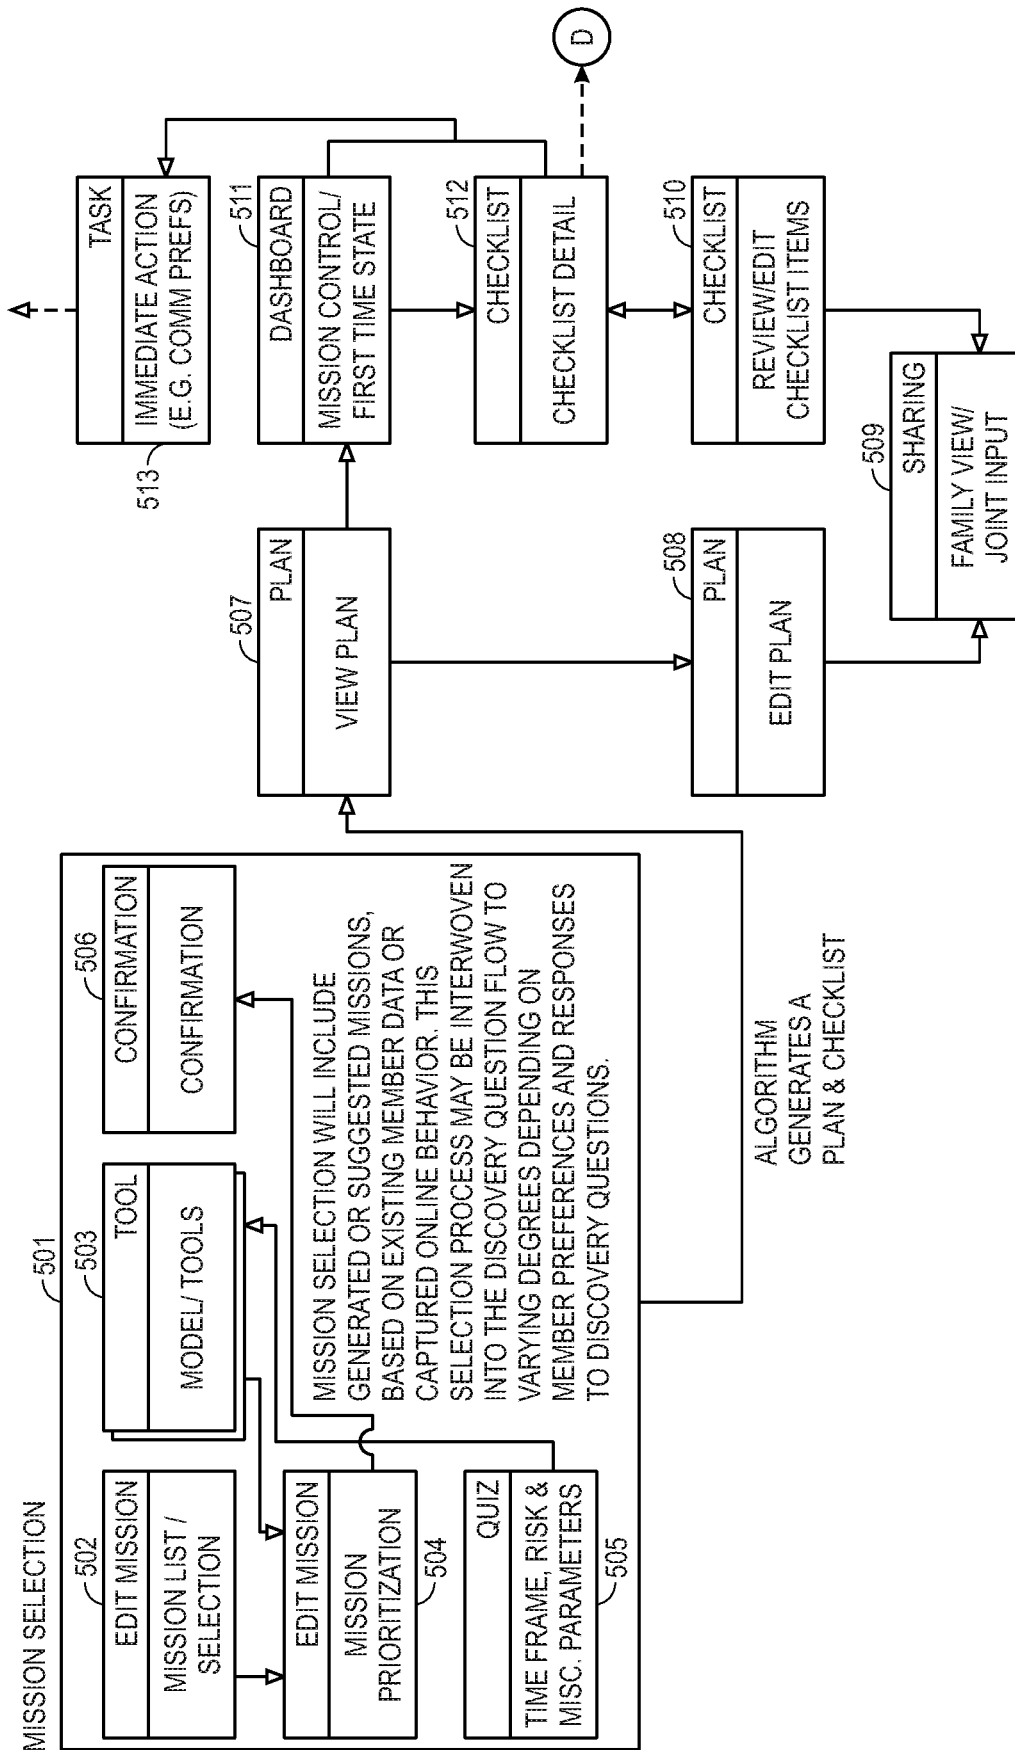 MISSION SELECTION
501
502
EDIT MISSION
MISSION LIST /
SELECTION
503
TOOL
MODEL/ TOOLS
506
CONFIRMATION
CONFIRMATION
EDIT MISSION
MISSION
PRIORITIZATION
504
QUIZ
TIME FRAME, RISK &
MISC. PARAMETERS
505
MISSION SELECTION WILL INCLUDE
GENERATED OR SUGGESTED MISSIONS,
BASED ON EXISTING MEMBER DATA OR
CAPTURED ONLINE BEHAVIOR. THIS
SELECTION PROCESS MAY BE INTERWOVEN
INTO THE DISCOVERY QUESTION FLOW TO
VARYING DEGREES DEPENDING ON
MEMBER PREFERENCES AND RESPONSES
TO DISCOVERY QUESTIONS.
ALGORITHM
GENERATES A
PLAN & CHECKLIST
507
PLAN
VIEW PLAN
508
PLAN
EDIT PLAN
509
SHARING
FAMILY VIEW/
JOINT INPUT
TASK
IMMEDIATE ACTION
(E.G. COMM PREFS)
513
511
DASHBOARD
MISSION CONTROL/
FIRST TIME STATE
512
CHECKLIST
CHECKLIST DETAIL
510
CHECKLIST
REVIEW/EDIT
CHECKLIST ITEMS
D